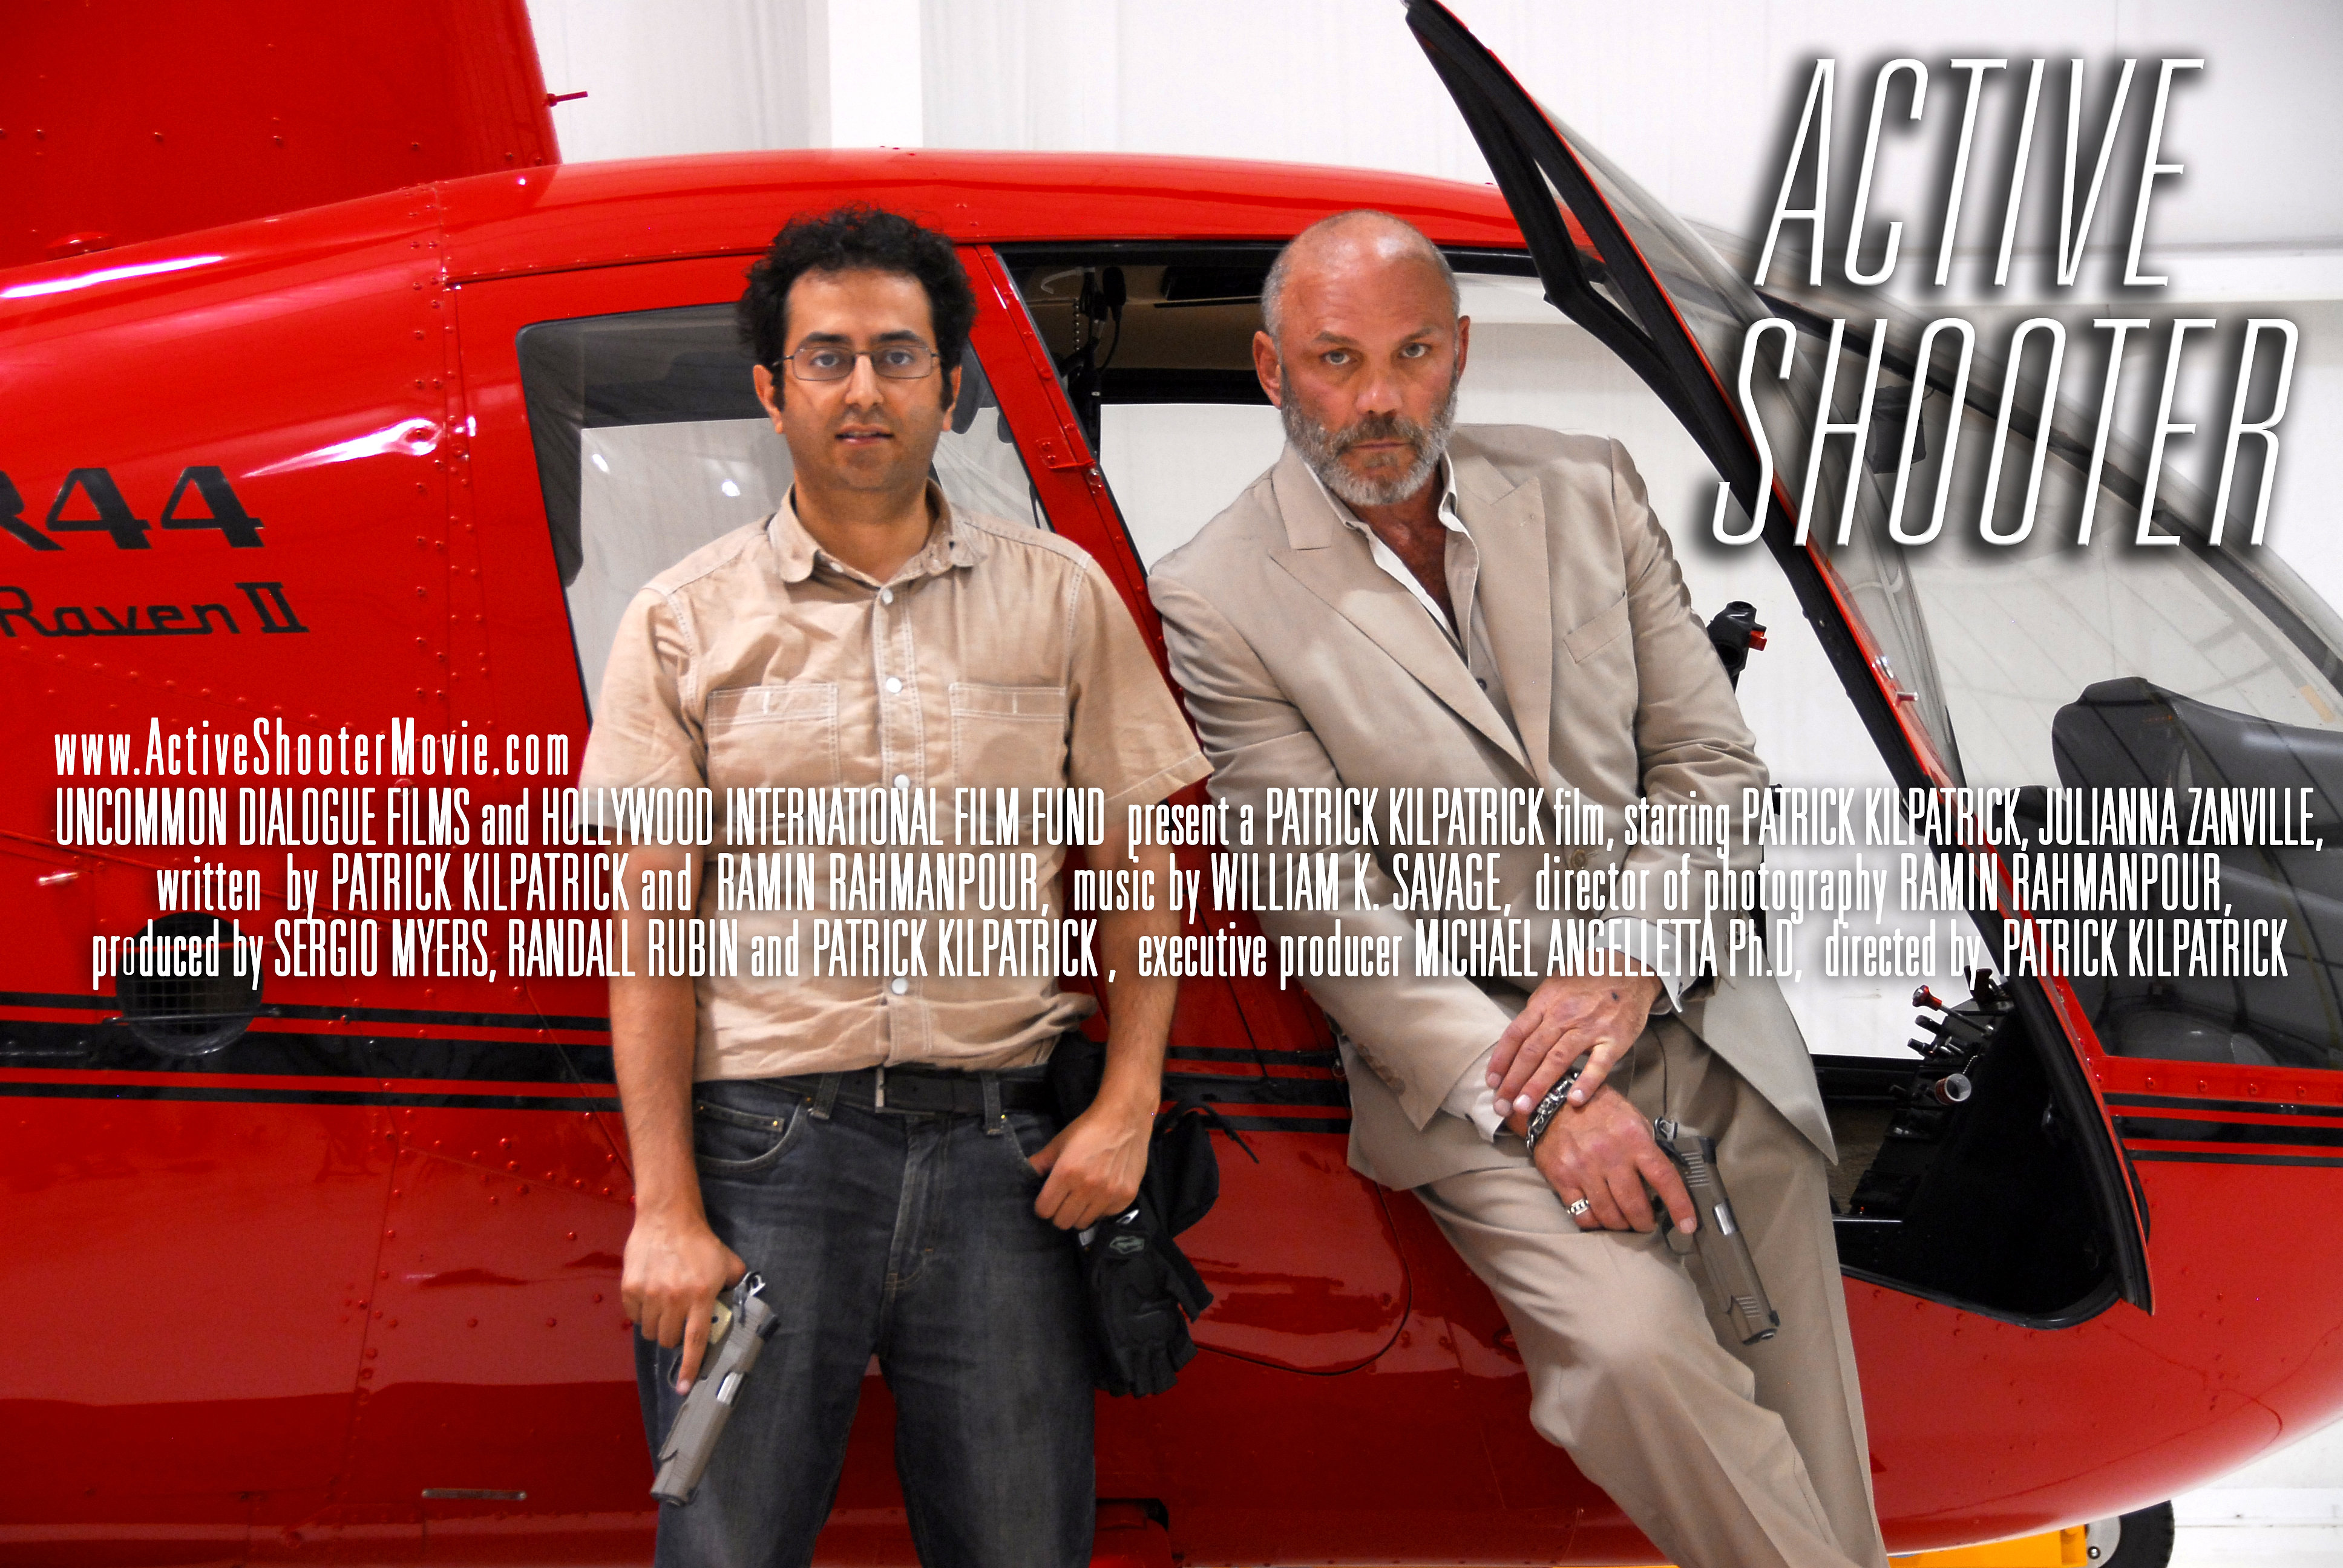 ACTIVE
SHOOTER
R44
Raven II
www.ActiveShooterMovie.com
UNCOMMON DIALOGUE FILMS and HOLLYWOOD INTERNATIONAL FILM FUND present a PATRICK KILPATRICK film, starring PATRICK KILPATRICK, JULIANNA ZANVILLE,
written by PATRICK KILPATRICK and RAMIN RAHMANPOUR, music by WILLIAM K. SAVAGE, director of photography RAMIN RAHMANPOUR,
produced by SERGIO MYERS, RANDALL RUBIN and PATRICK KILPATRICK , executive producer MICHAEL ANGELLETTA Ph.D, directed by PATRICK KILPATRICK